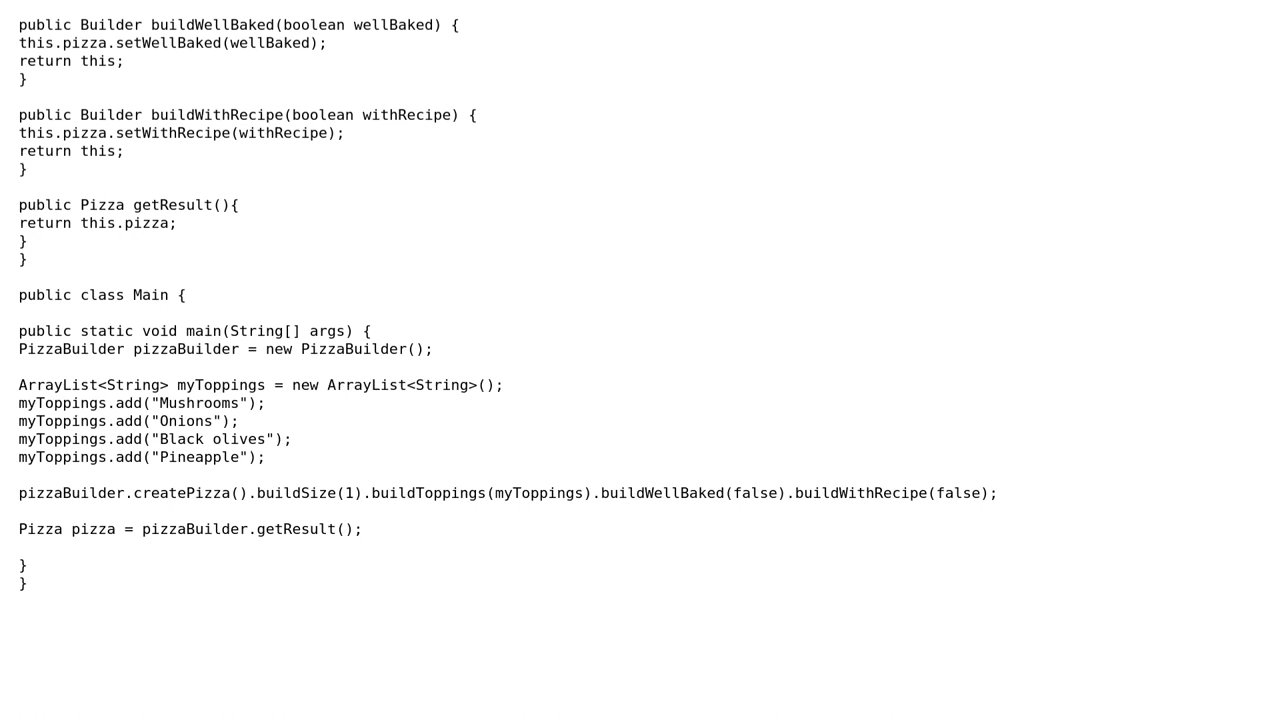 public Builder buildWellBaked(boolean wellBaked) {
this.pizza.setWellBaked(wellBaked);
return this;
}
public Builder buildWithRecipe(boolean withRecipe) {
this.pizza.setWithRecipe(withRecipe);
return this;
}
public Pizza getResult(){
return this.pizza;
}
}
public class Main {
public static void main(String[] args) {
PizzaBuilder pizzaBuilder = new PizzaBuilder();
ArrayList<String> myToppings = new ArrayList<String>();
myToppings.add("Mushrooms");
myToppings.add("Onions");
myToppings.add("Black olives");
myToppings.add("Pineapple");
pizzaBuilder.createPizza().buildSize(1).buildToppings(myToppings).buildWellBaked(false).buildWithRecipe(false);
Pizza pizza = pizzaBuilder.getResult();
}
}